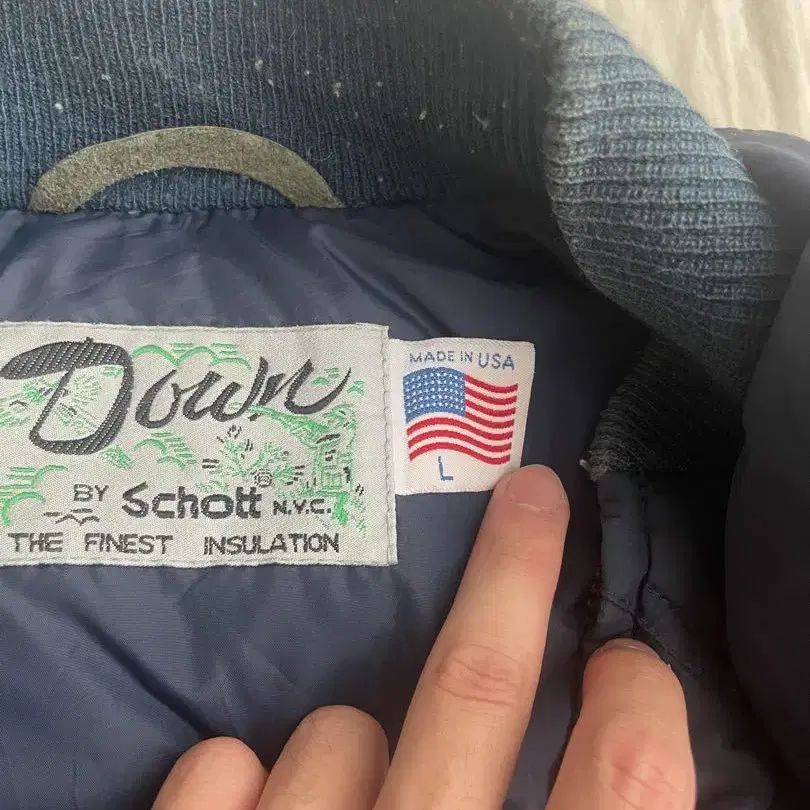 Down
BY Schott N.Y.C.
THE FINEST INSULATION
MADE IN USA
L